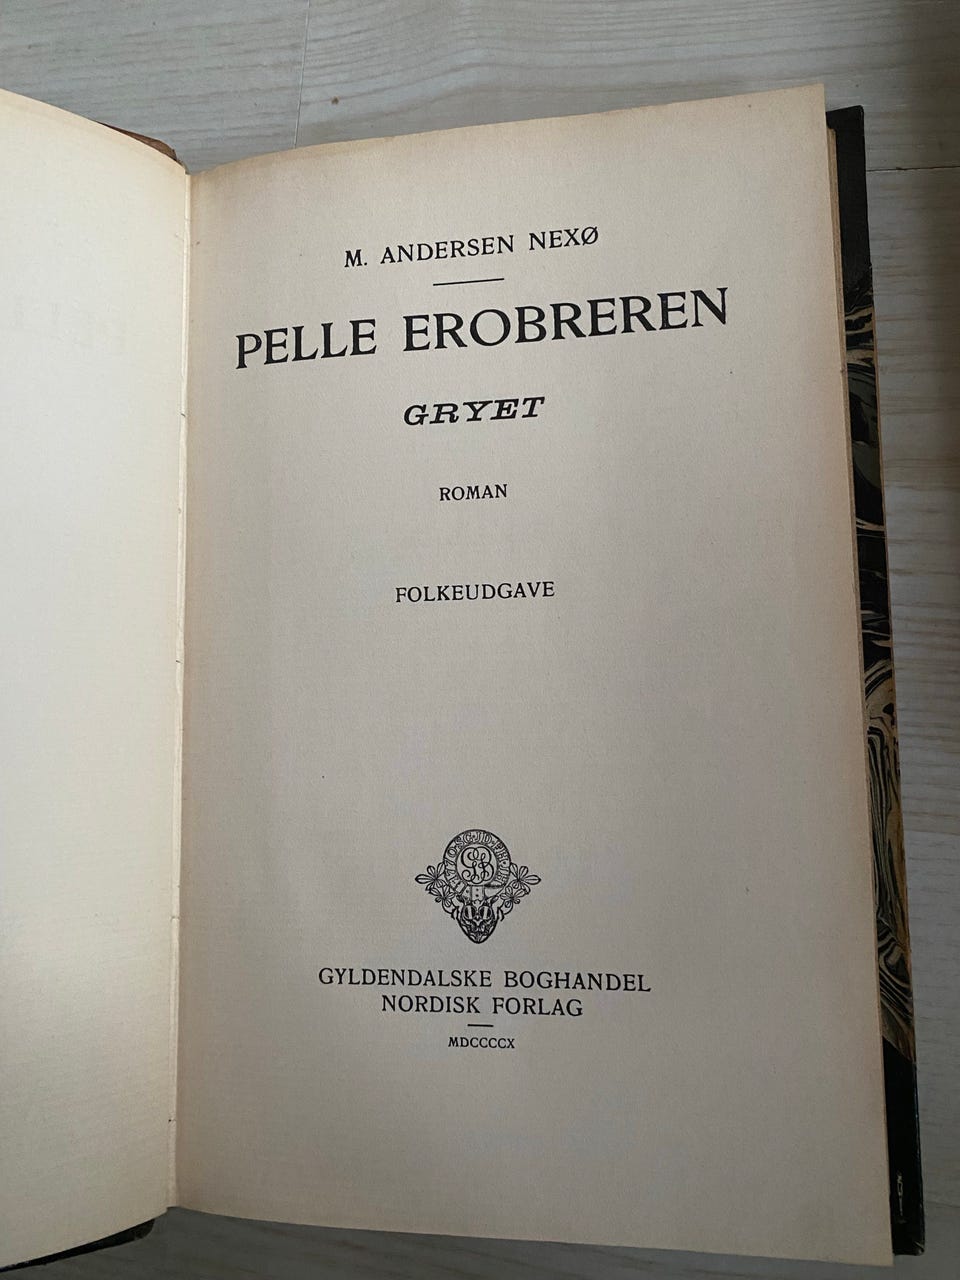 M. ANDERSEN NEXØ
PELLE EROBREREN
GRYET
ROMAN
FOLKEUDGAVE
GYLDENDALSKE BOGHANDEL
NORDISK FORLAG
MDCCCCX